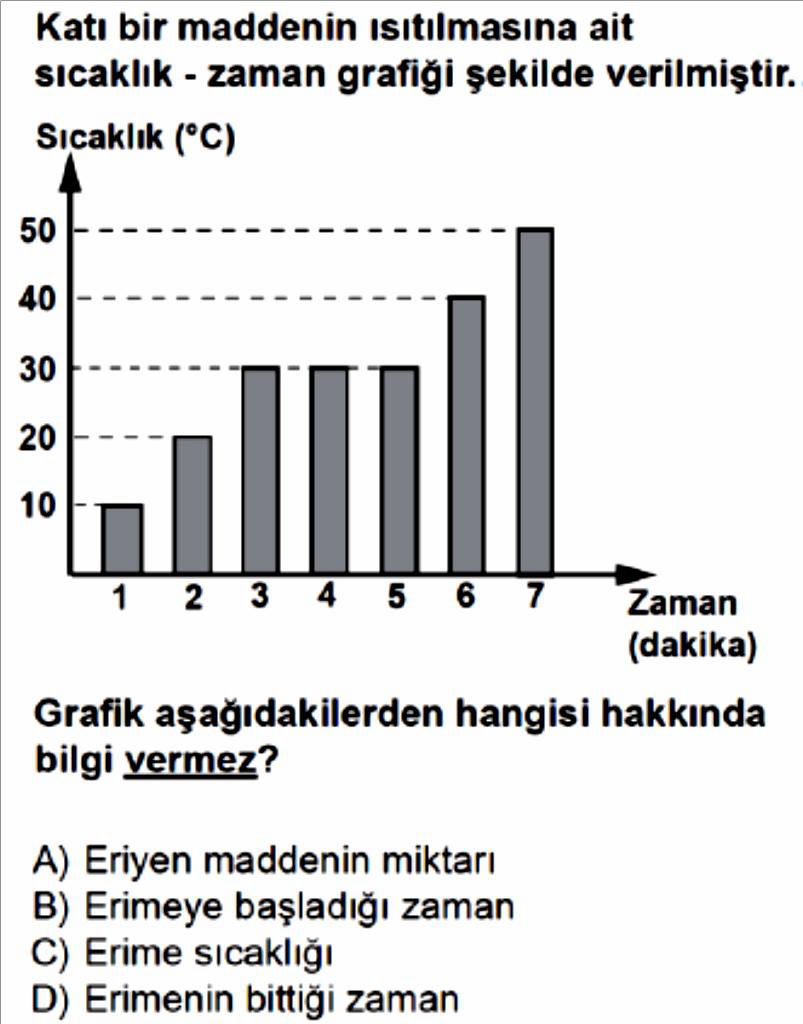 Katı bir maddenin ısıtılmasına ait
sıcaklık - zaman grafiği şekilde verilmiştir..
Sıcaklık (°C)
50
40
30
20
10
1 2 3 4 5 6 7
Zaman
(dakika)
Grafik aşağıdakilerden hangisi hakkında
bilgi vermez?
A) Eriyen maddenin miktarı
B) Erimeye başladığı zaman
C) Erime sıcaklığı
D) Erimenin bittiği zaman